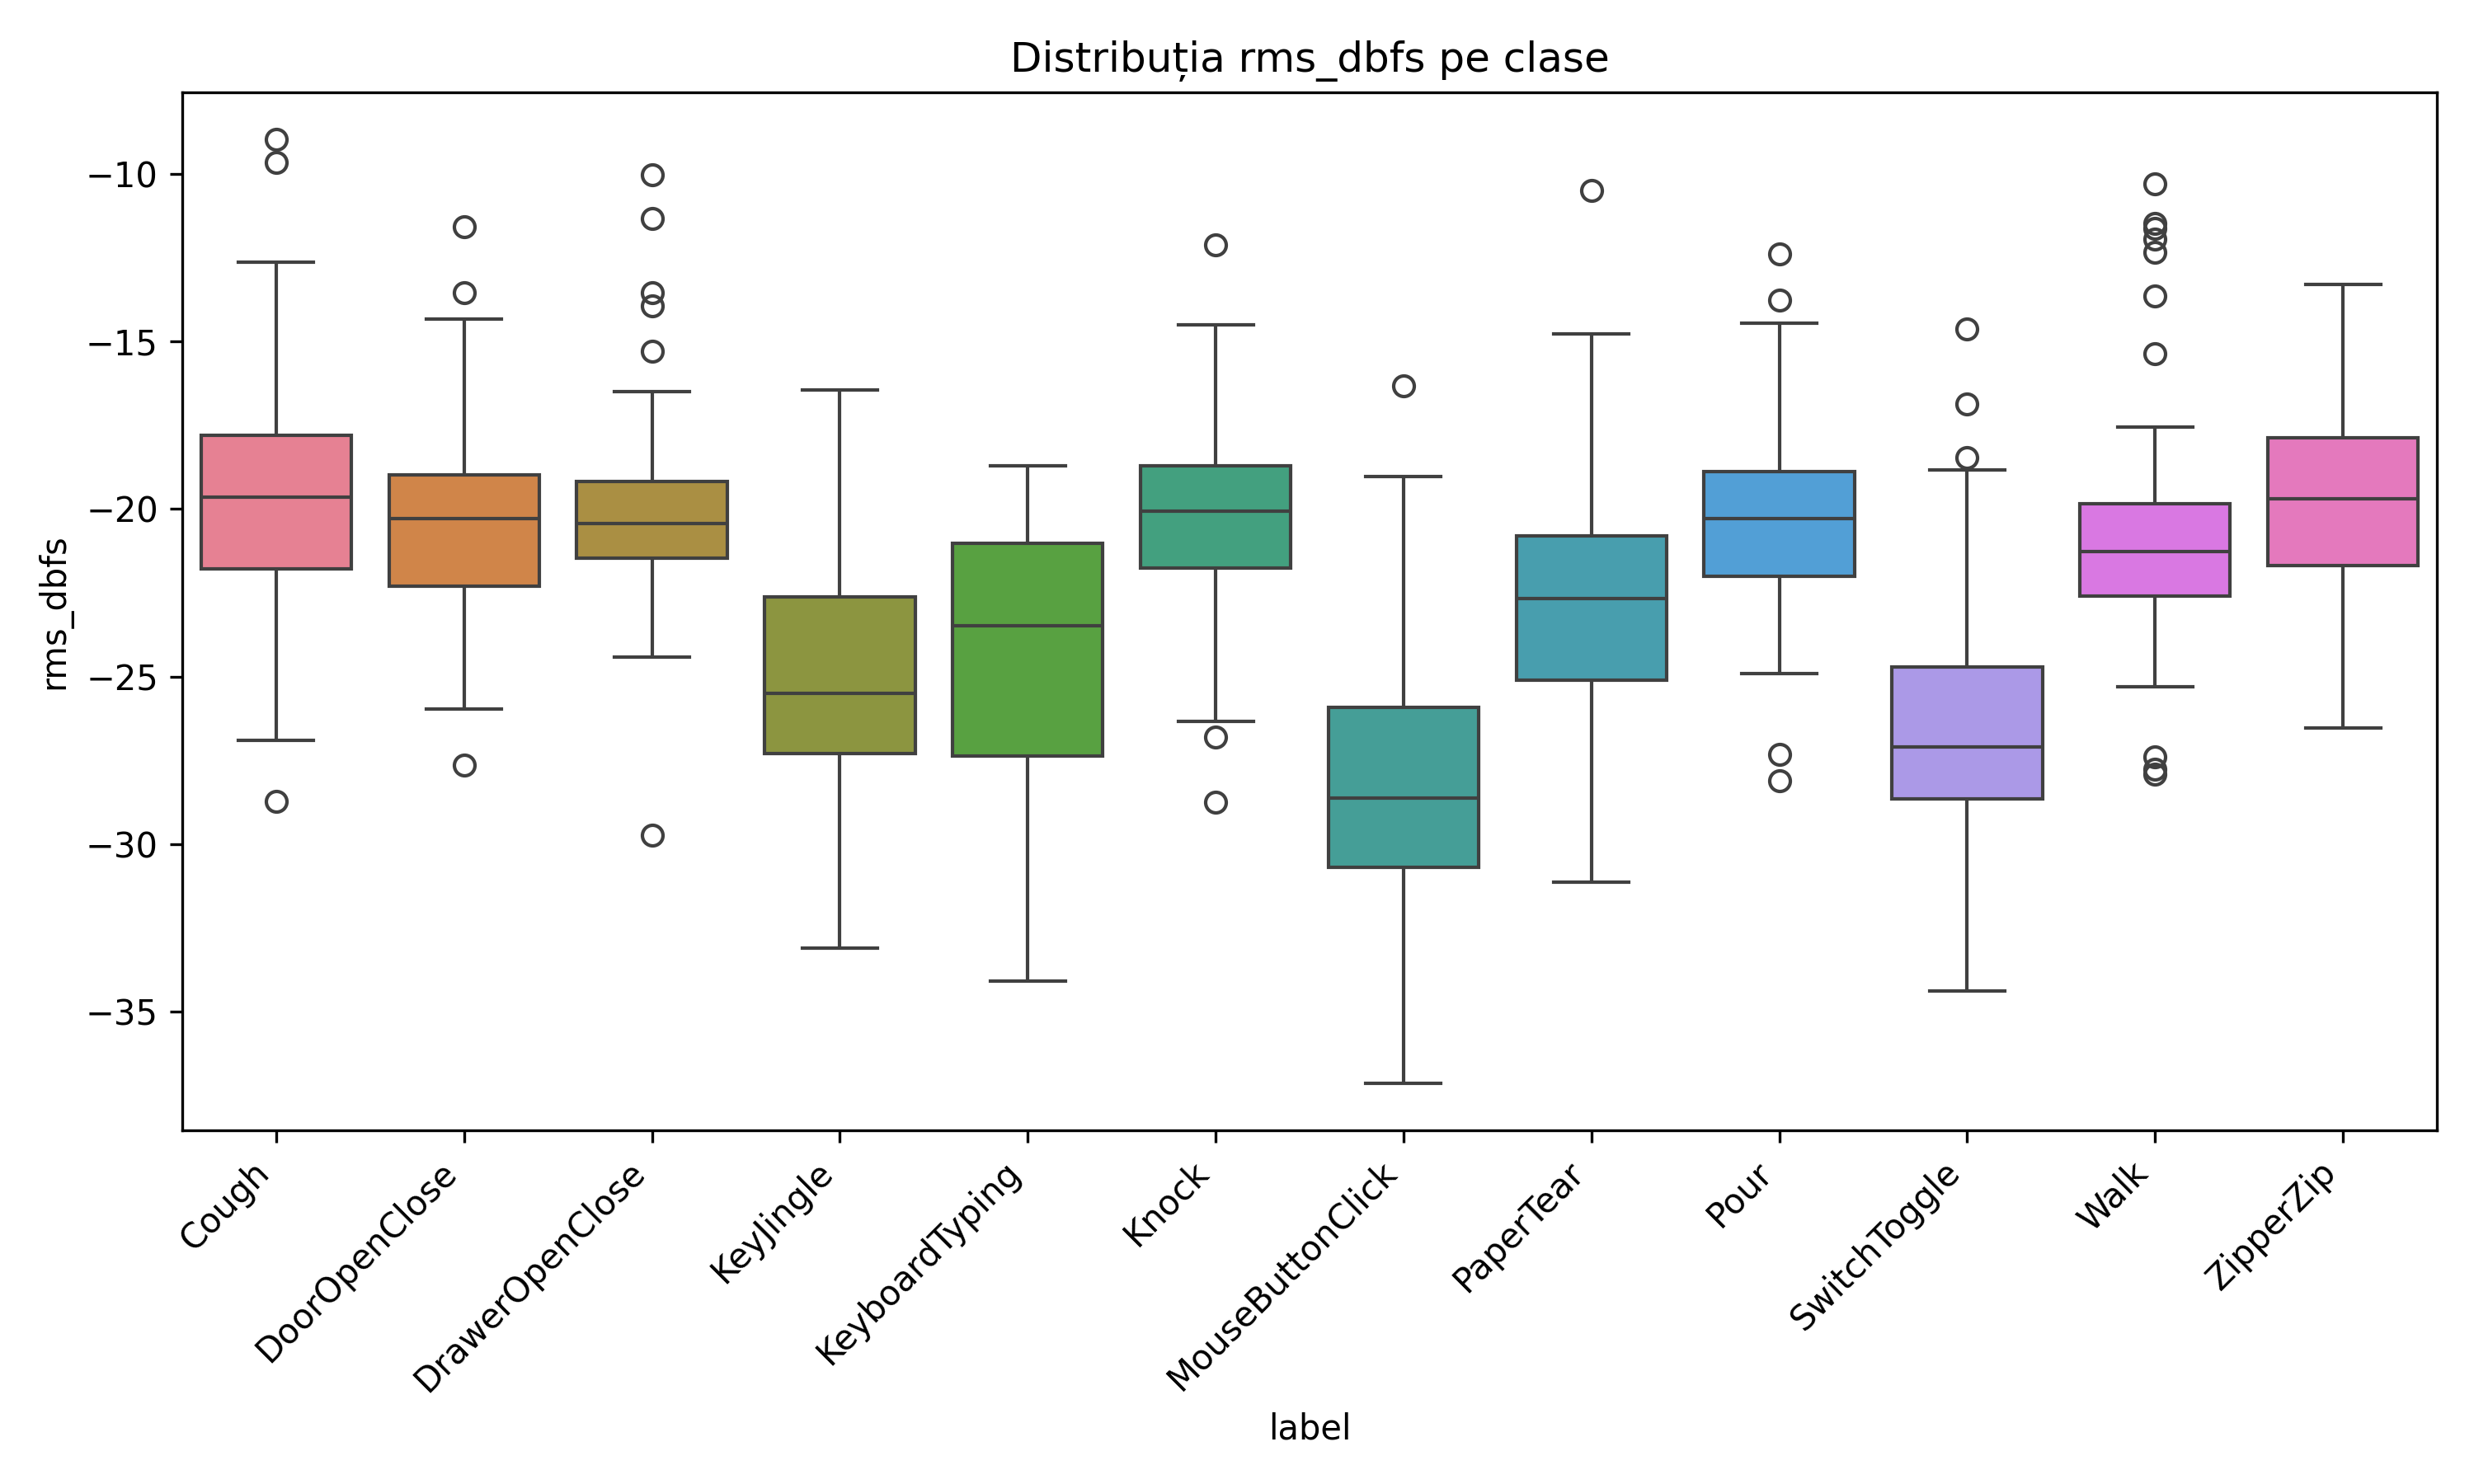 Distribuția rms_dbfs pe clase
rms_dbfs
−10
−15
−20
−25
−30
−35
Cough
DoorOpenClose
DrawerOpenClose
KeyJingle
KeyboardTyping
Knock
MouseButtonClick
PaperTear
Pour
SwitchToggle
Walk
ZipperZip
label